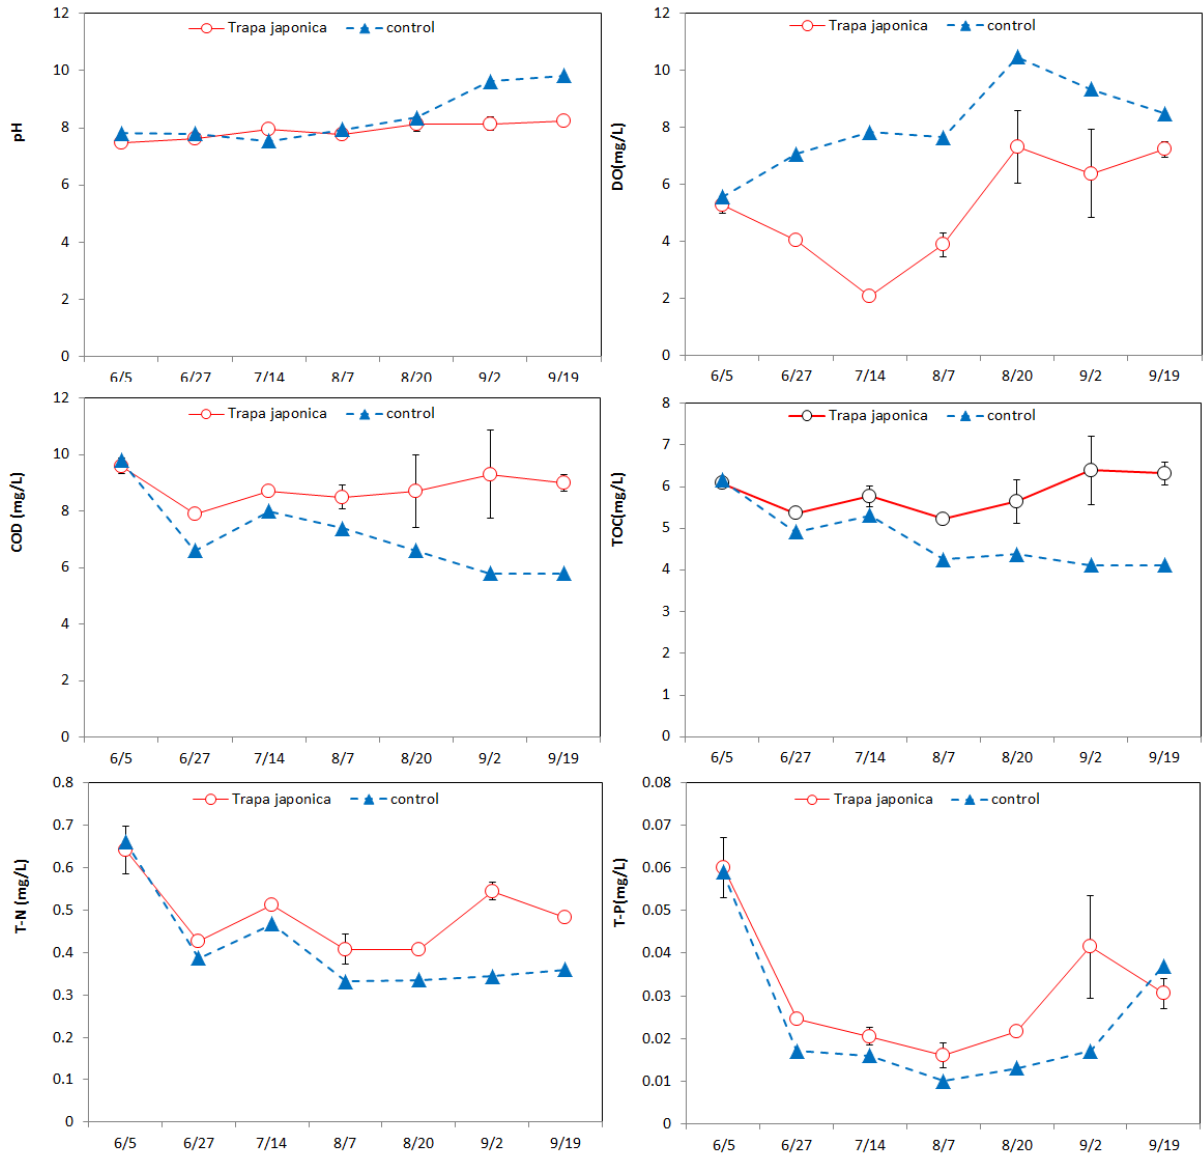 12
10
8
6
4
2
0
pH
Trapa japonica control
6/5 6/27 7/14 8/7 8/20 9/2 9/19
12
10
8
6
4
2
0
DO(mg/L)
Trapa japonica control
6/5 6/27 7/14 8/7 8/20 9/2 9/19
12
10
8
6
4
2
0
COD (mg/L)
Trapa japonica control
6/5 6/27 7/14 8/7 8/20 9/2 9/19
8
7
6
5
4
3
2
1
0
TOC(mg/L)
Trapa japonica control
6/5 6/27 7/14 8/7 8/20 9/2 9/19
0.8
0.7
0.6
0.5
0.4
0.3
0.2
0.1
0
T-N (mg/L)
Trapa japonica control
6/5 6/27 7/14 8/7 8/20 9/2 9/19
0.08
0.07
0.06
0.05
0.04
0.03
0.02
0.01
0
T-P(mg/L)
Trapa japonica control
6/5 6/27 7/14 8/7 8/20 9/2 9/19